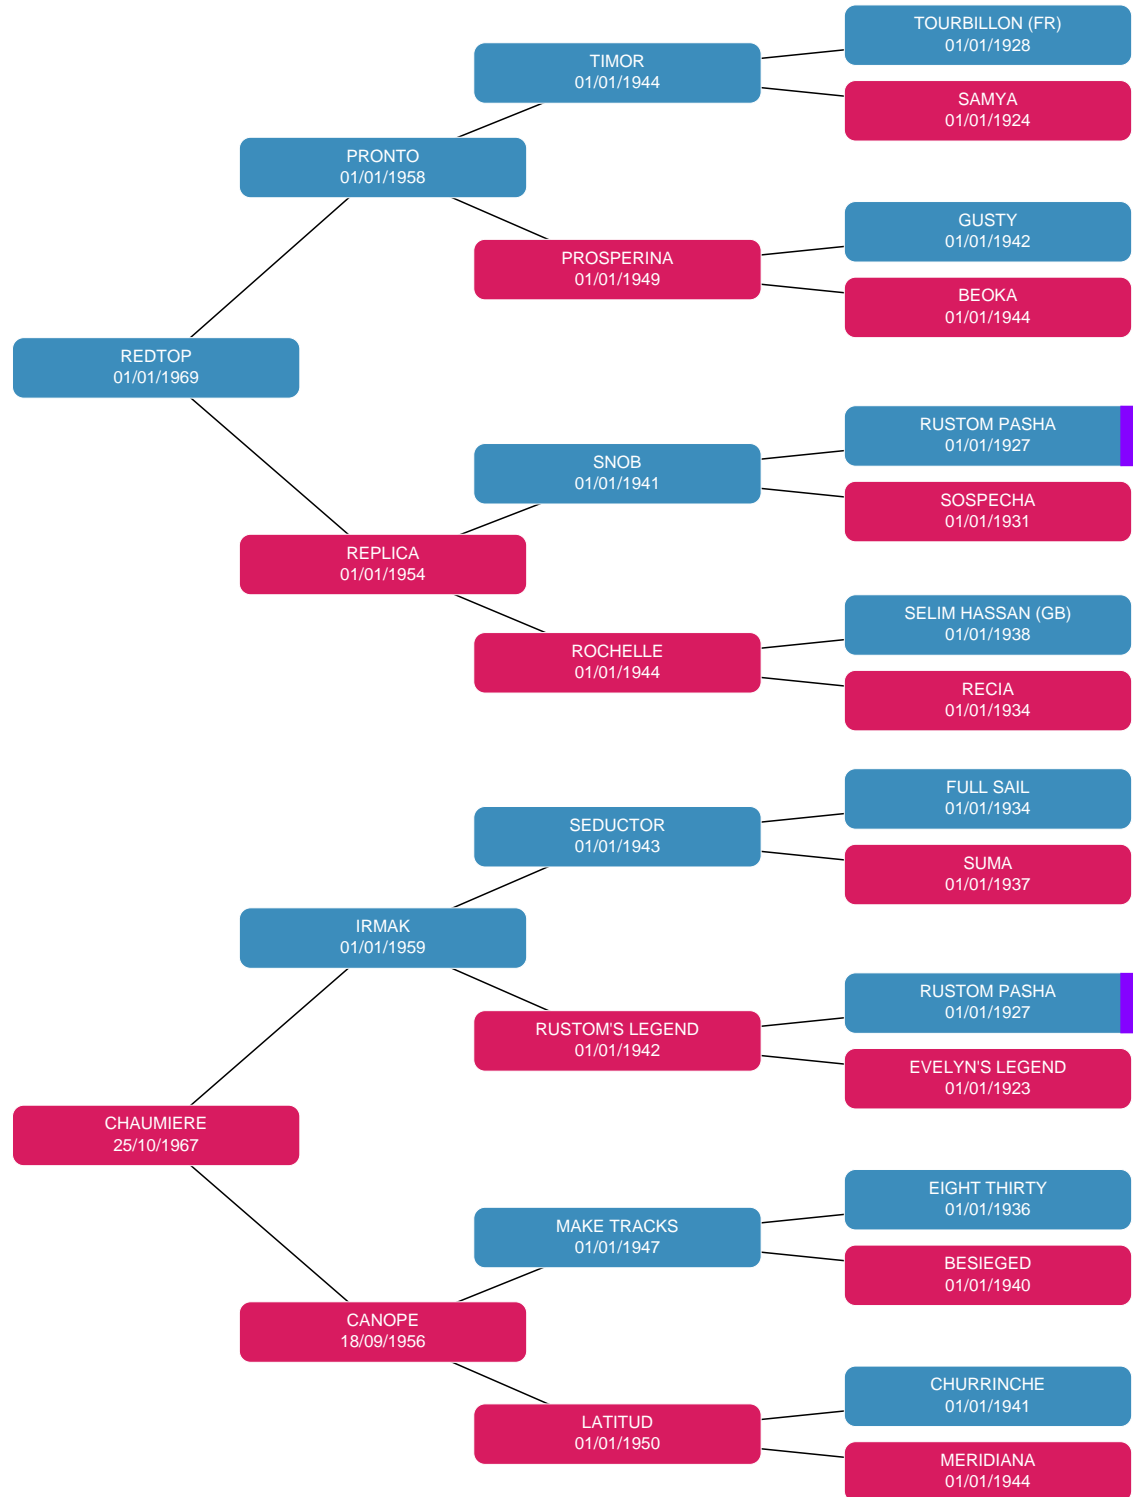 TOURBILLON (FR)
01/01/1928
TIMOR
01/01/1944
SAMYA
01/01/1924
PRONTO
01/01/1958
GUSTY
01/01/1942
PROSPERINA
01/01/1949
BEOKA
01/01/1944
REDTOP
01/01/1969
RUSTOM PASHA
01/01/1927
SNOB
01/01/1941
SOSPECHA
01/01/1931
REPLICA
01/01/1954
SELIM HASSAN (GB)
01/01/1938
ROCHELLE
01/01/1944
RECIA
01/01/1934
FULL SAIL
01/01/1934
SEDUCTOR
01/01/1943
SUMA
01/01/1937
IRMAK
01/01/1959
RUSTOM PASHA
01/01/1927
RUSTOM'S LEGEND
01/01/1942
EVELYN'S LEGEND
01/01/1923
CHAUMIERE
25/10/1967
EIGHT THIRTY
01/01/1936
MAKE TRACKS
01/01/1947
BESIEGED
01/01/1940
CANOPE
18/09/1956
CHURRINCHE
01/01/1941
LATITUD
01/01/1950
MERIDIANA
01/01/1944